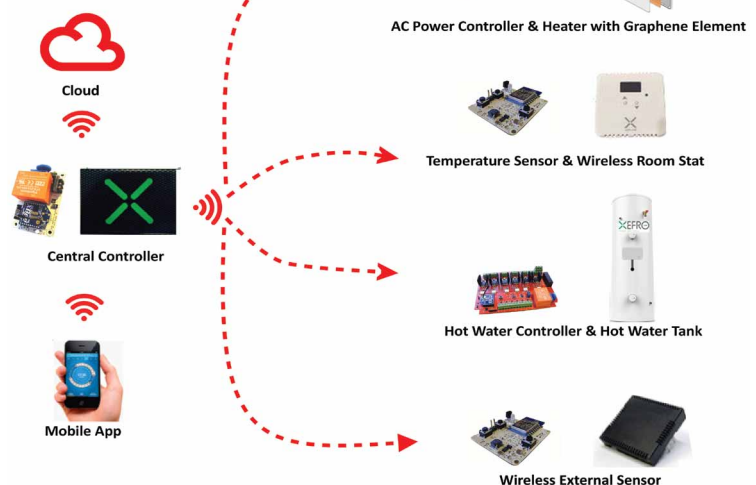 AC Power Controller & Heater with Graphene Element
Cloud
Temperature Sensor & Wireless Room Stat
XEFRO
Central Controller
Hot Water Controller & Hot Water Tank
Mobile App
Wireless External Sensor